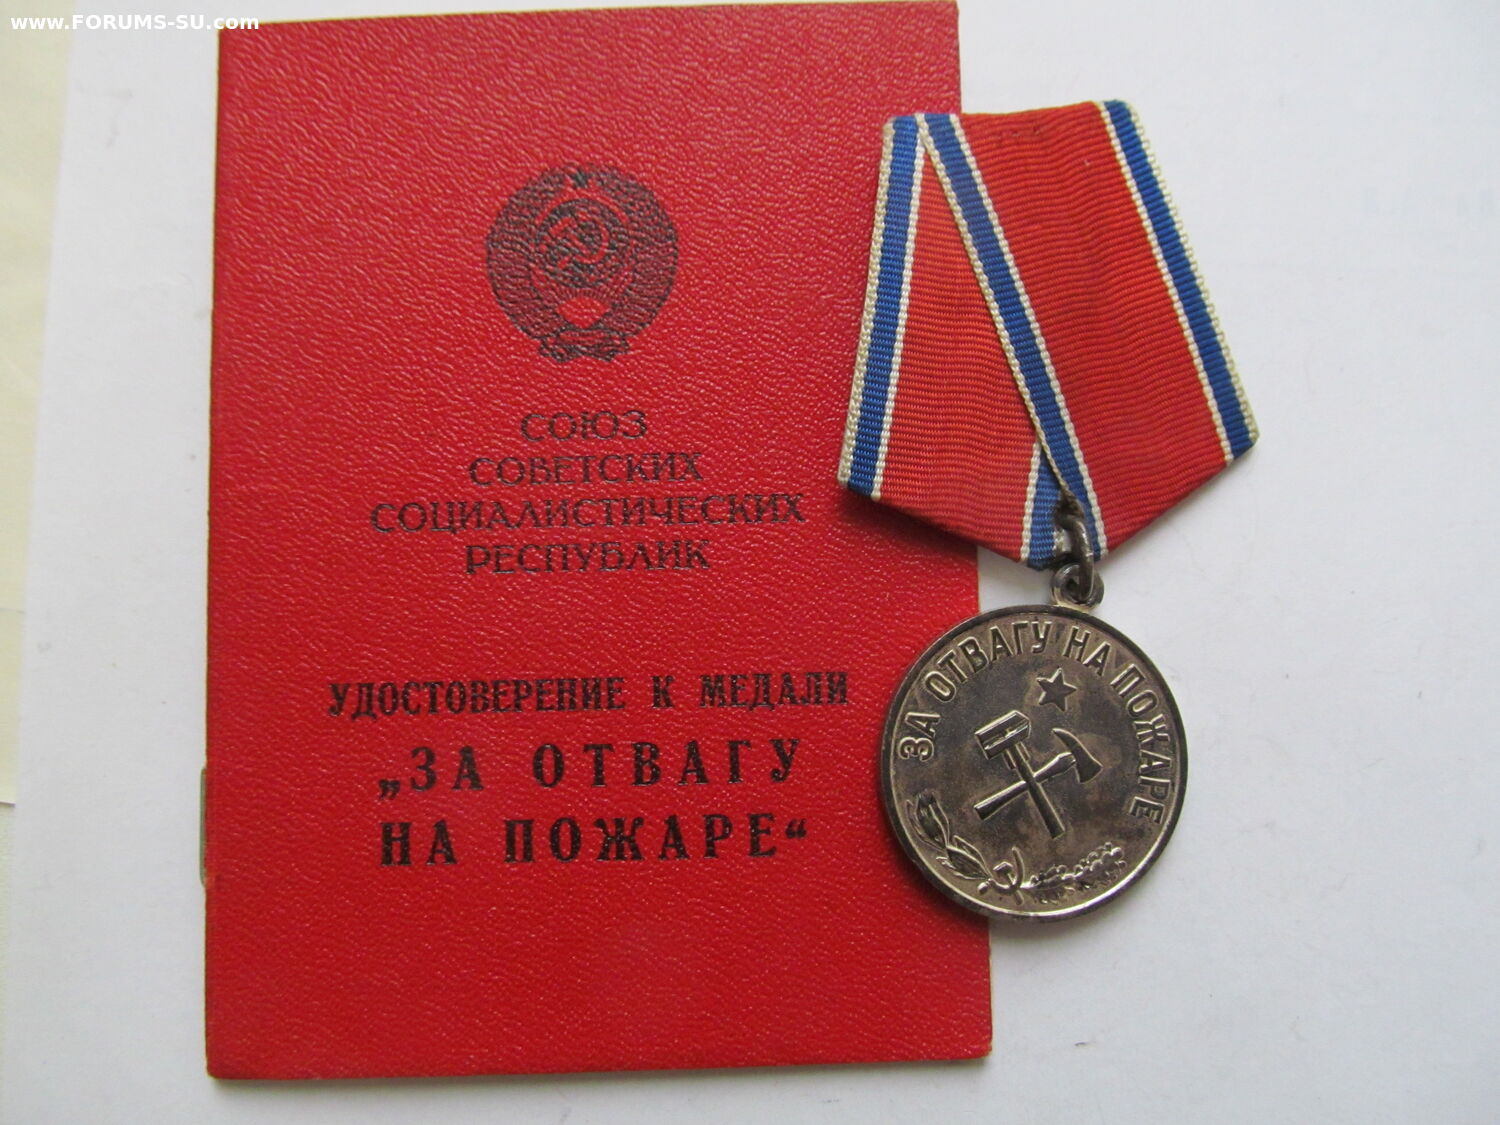 www.FORUMS-SU.com
СОЮЗ
СОВЕТСКИХ
СОЦИАЛИСТИЧЕСКИХ
РЕСПУБЛИК
УДОСТОВЕРЕНИЕ К МЕДАЛИ
„ЗА ОТВАГУ
НА ПОЖАРЕ“
ЗА ОТВАГУ НА ПОЖАРЕ